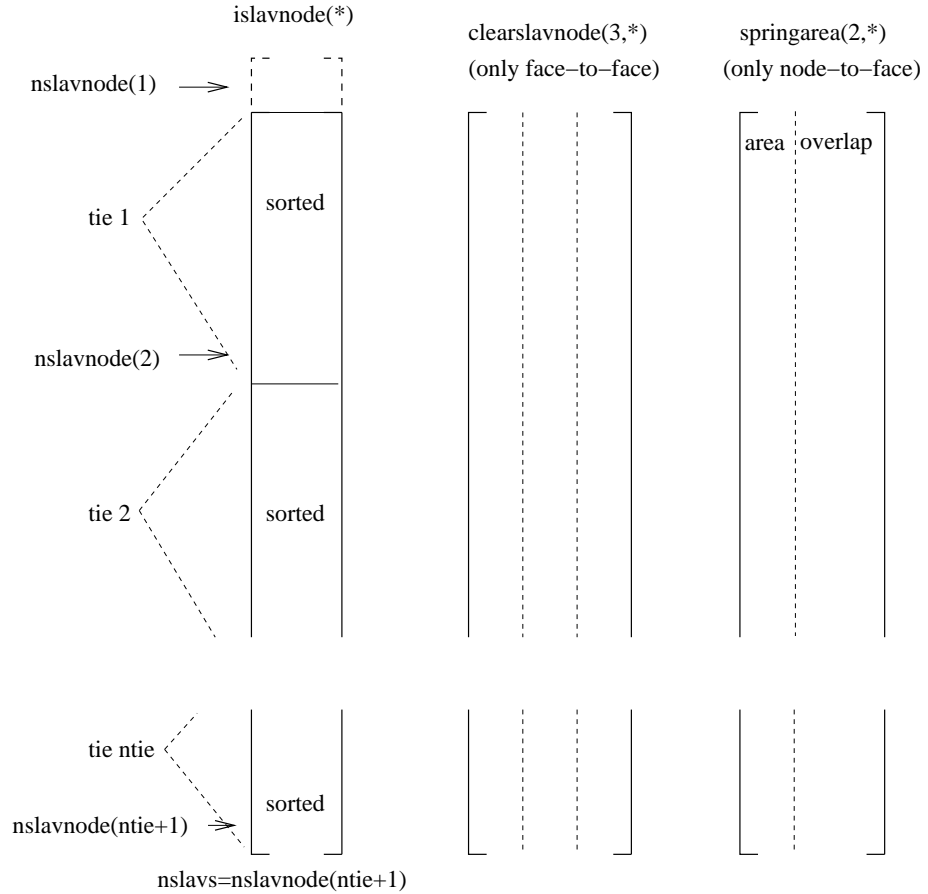 islavnode(*)
clearslavnode(3,*)
springarea(2,*)
(only face−to−face)
(only node−to−face)
nslavnode(1)
area
overlap
sorted
tie 1
nslavnode(2)
tie 2
sorted
tie ntie
sorted
nslavnode(ntie+1)
nslavs=nslavnode(ntie+1)